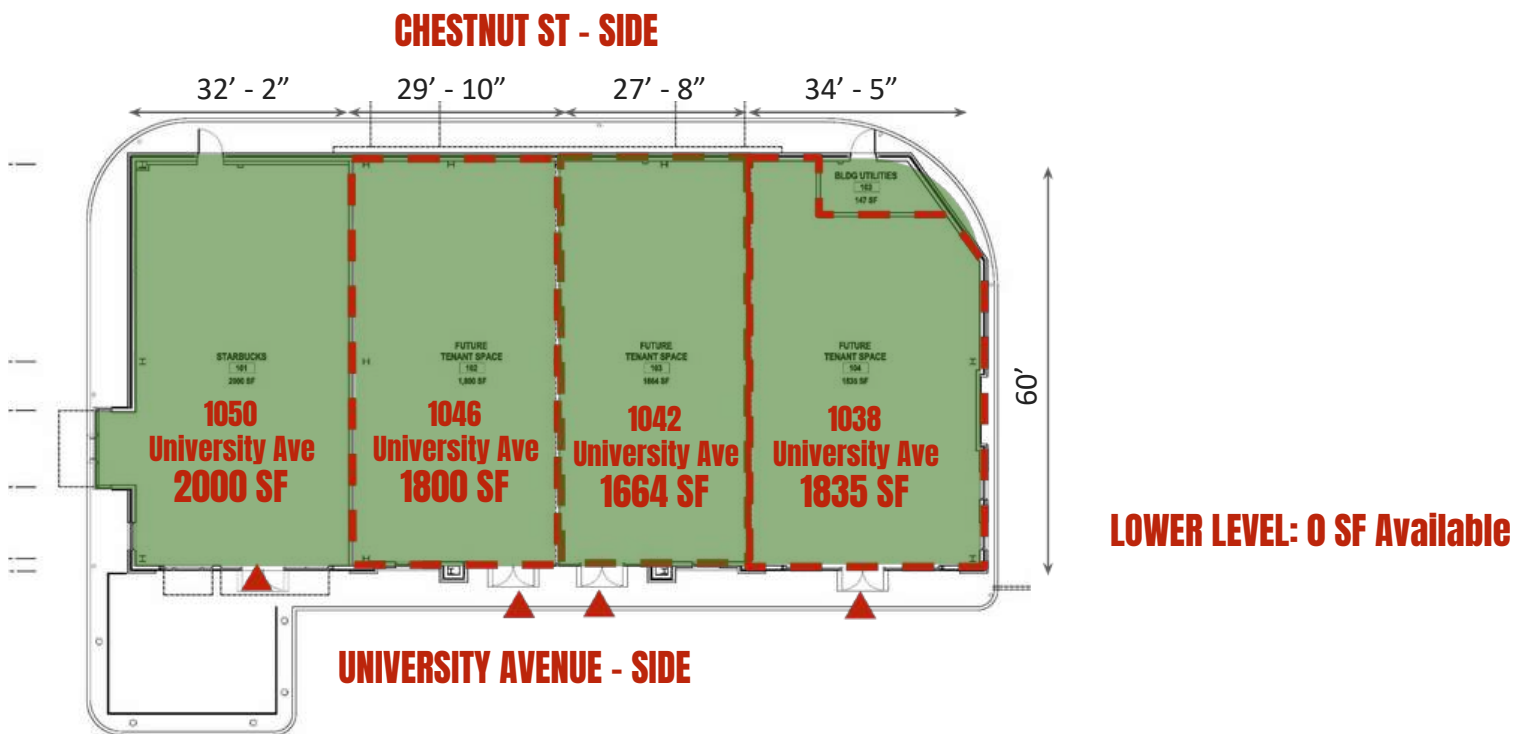 CHESTNUT ST - SIDE
32’ - 2”
29’ - 10”
27’ - 8”
34’ - 5”
BLDG UTILITIES
103
147 SF
60’
STARBUCKS
101
2000 SF
1050
University Ave
2000 SF
FUTURE
TENANT SPACE
102
1,800 SF
1046
University Ave
1800 SF
FUTURE
TENANT SPACE
103
1664 SF
1042
University Ave
1664 SF
FUTURE
TENANT SPACE
104
1835 SF
1038
University Ave
1835 SF
LOWER LEVEL: 0 SF Available
UNIVERSITY AVENUE - SIDE